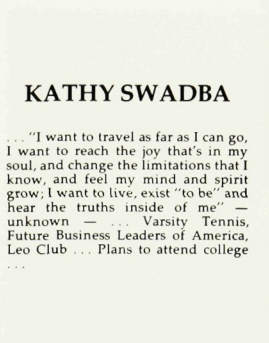 KATHY SWADBA
... "I want to travel as far as I can go,
I want to reach the joy that's in my
soul, and change the limitations that I
know, and feel my mind and spirit
grow; I want to live, exist "to be" and
hear the truths inside of me" —
unknown — ... Varsity Tennis,
Future Business Leaders of America,
Leo Club ... Plans to attend college
...